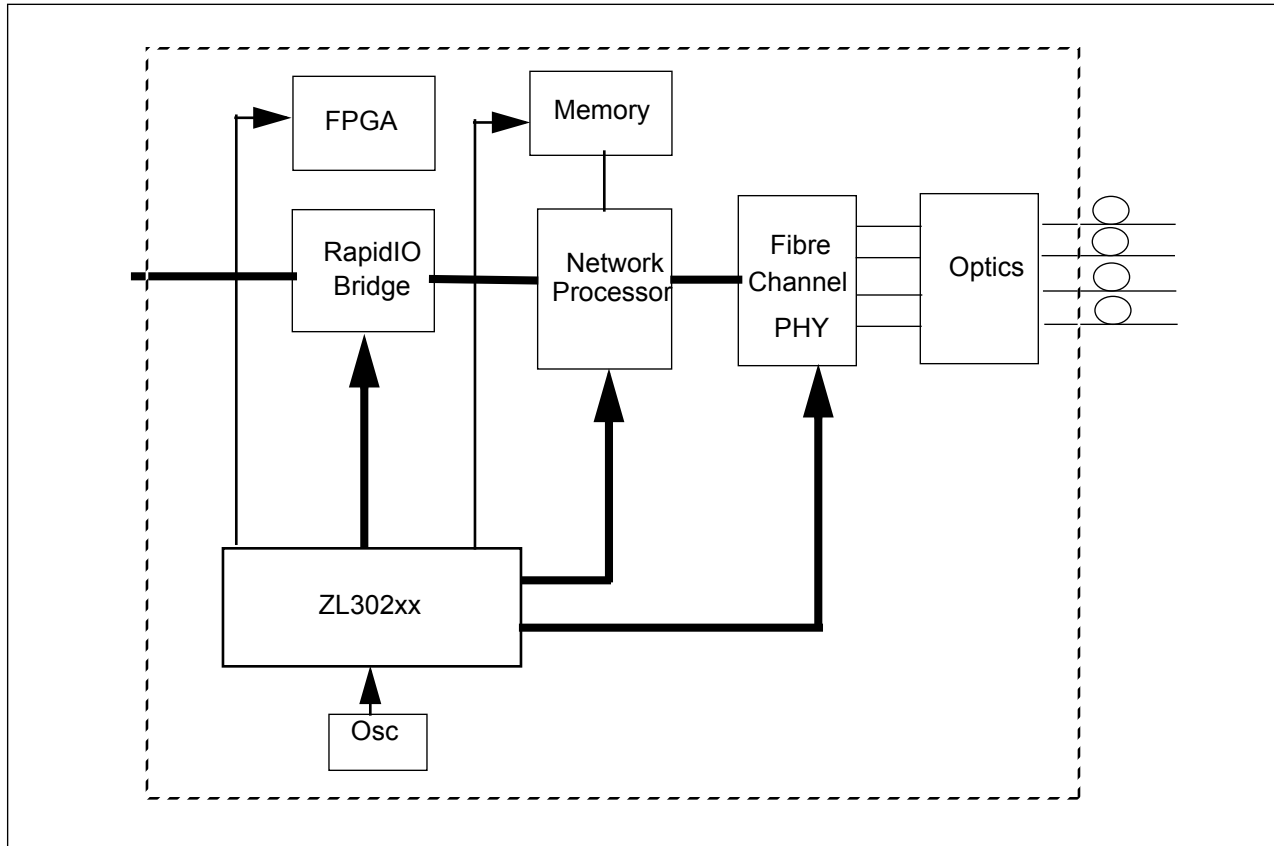 FPGA
Memory
RapidIO
Bridge
Network
Processor
Fibre
Channel
PHY
Optics
ZL302xx
Osc